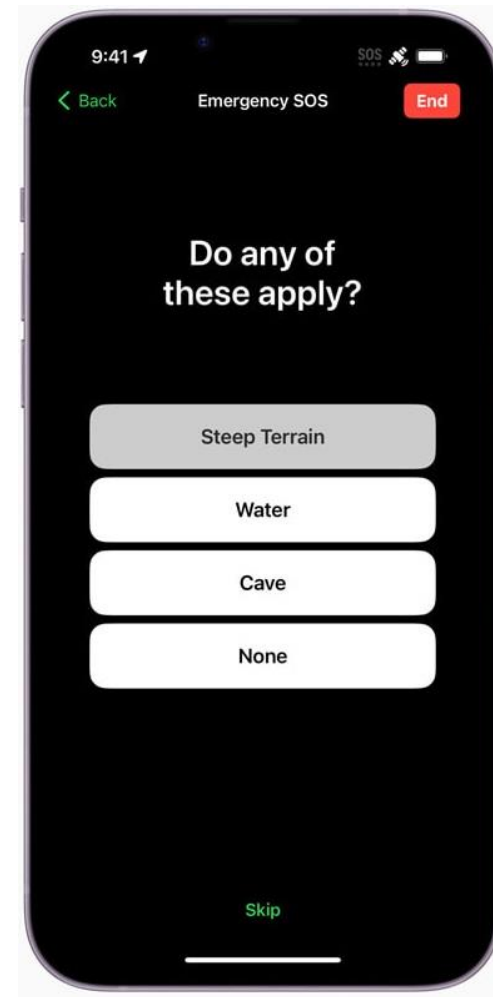 9:41 SOS
Back Emergency SOS End
Do any of
these apply?
Steep Terrain
Water
Cave
None
Skip